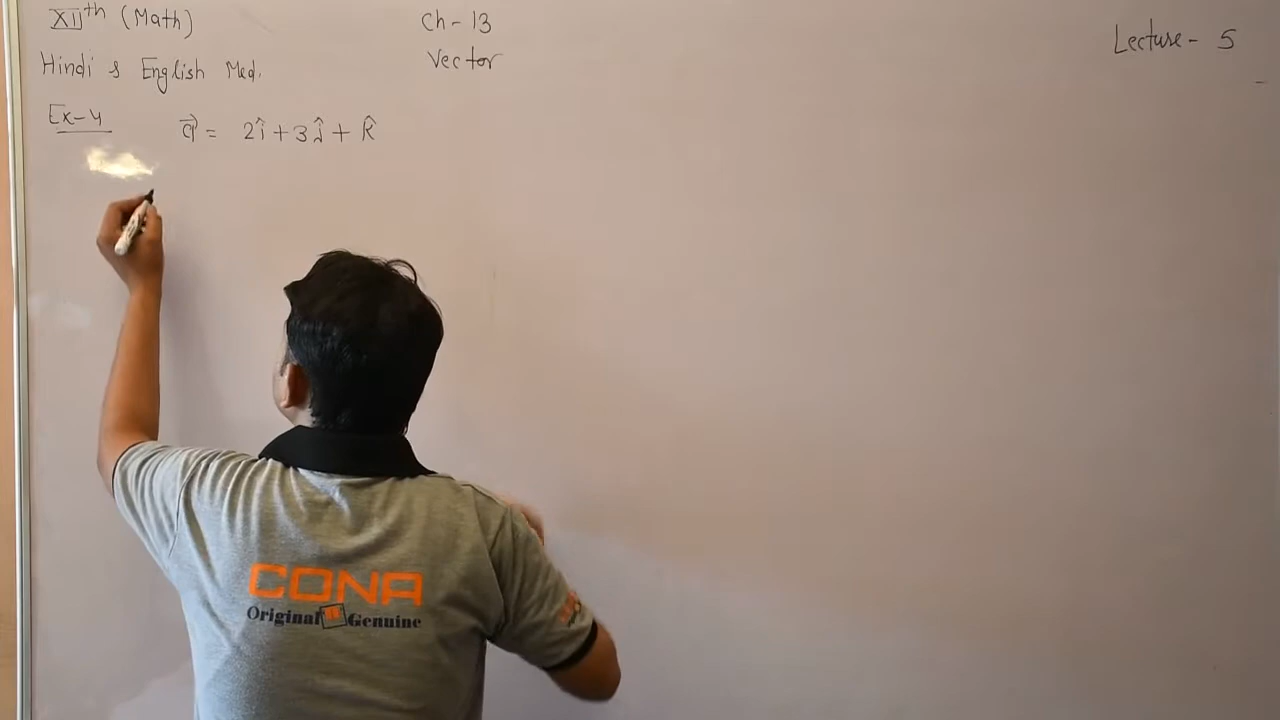 XIIth (Math)
Ch - 13
Lecture - 5
Hindi & English Med.
Vector
Ex-4
a⃗ = 2î + 3ĵ + k̂
CONA
Original Genuine